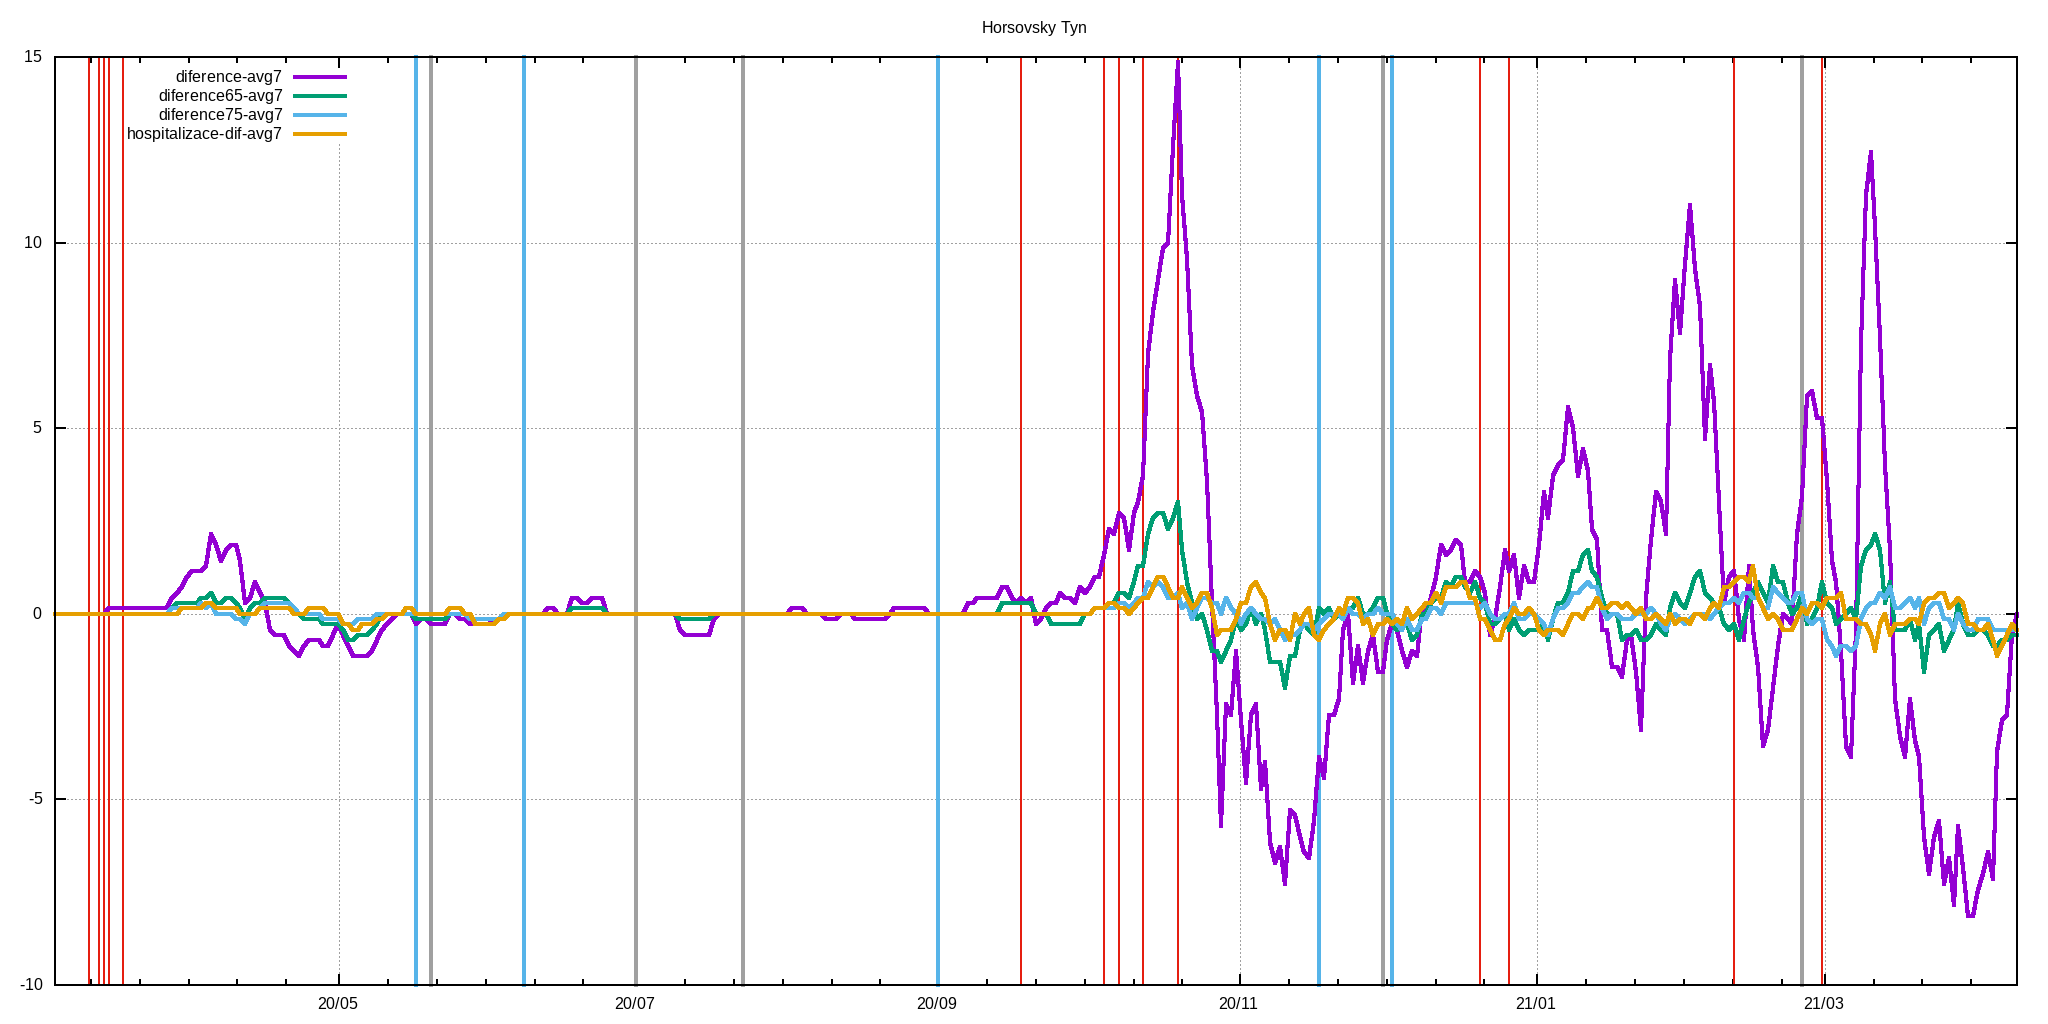 Horsovsky Tyn
15
diference-avg7
diference65-avg7
diference75-avg7
hospitalizace-dif-avg7
10
5
0
-5
-10
20/05 20/07 20/09 20/11 21/01 21/03